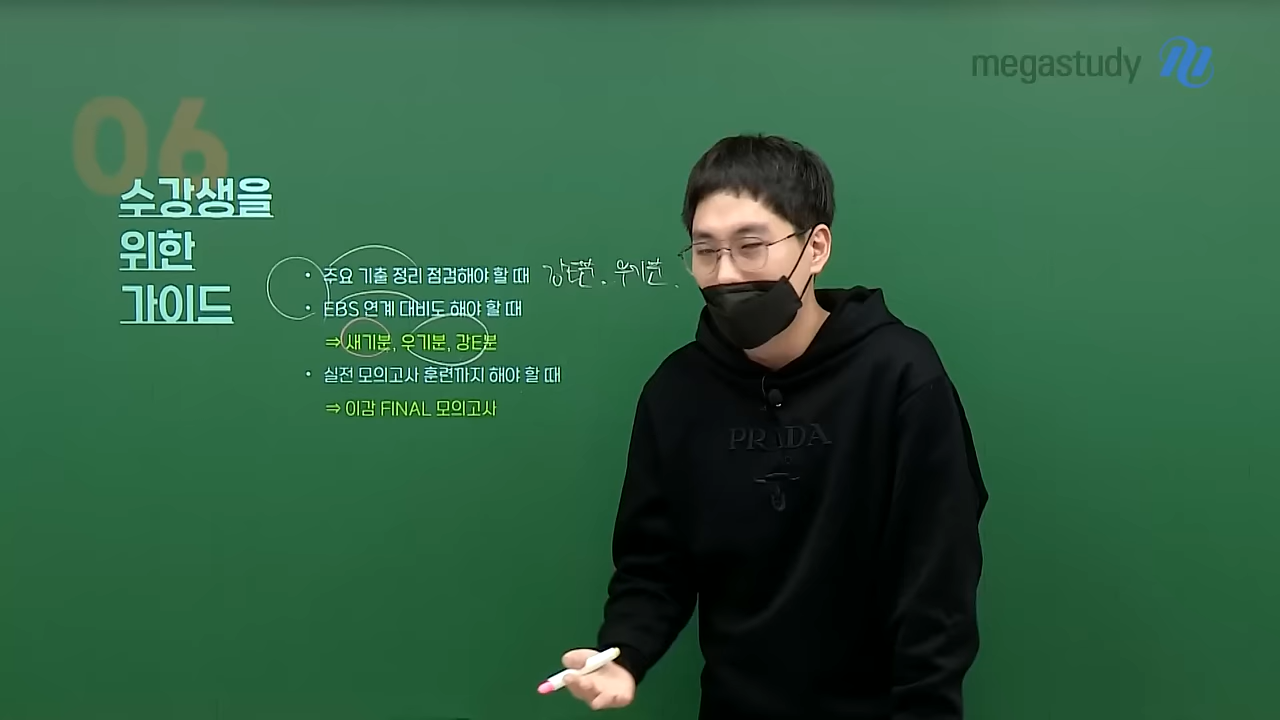 megastudy
06
수강생을
위한
가이드
• 주요 기출 정리 점검해야 할 때 강E분, 우기분,
• EBS 연계 대비도 해야 할 때
⇒ 새기분, 우기분, 강E분
• 실전 모의고사 훈련까지 해야 할 때
⇒ 이감 FINAL 모의고사
PRADA